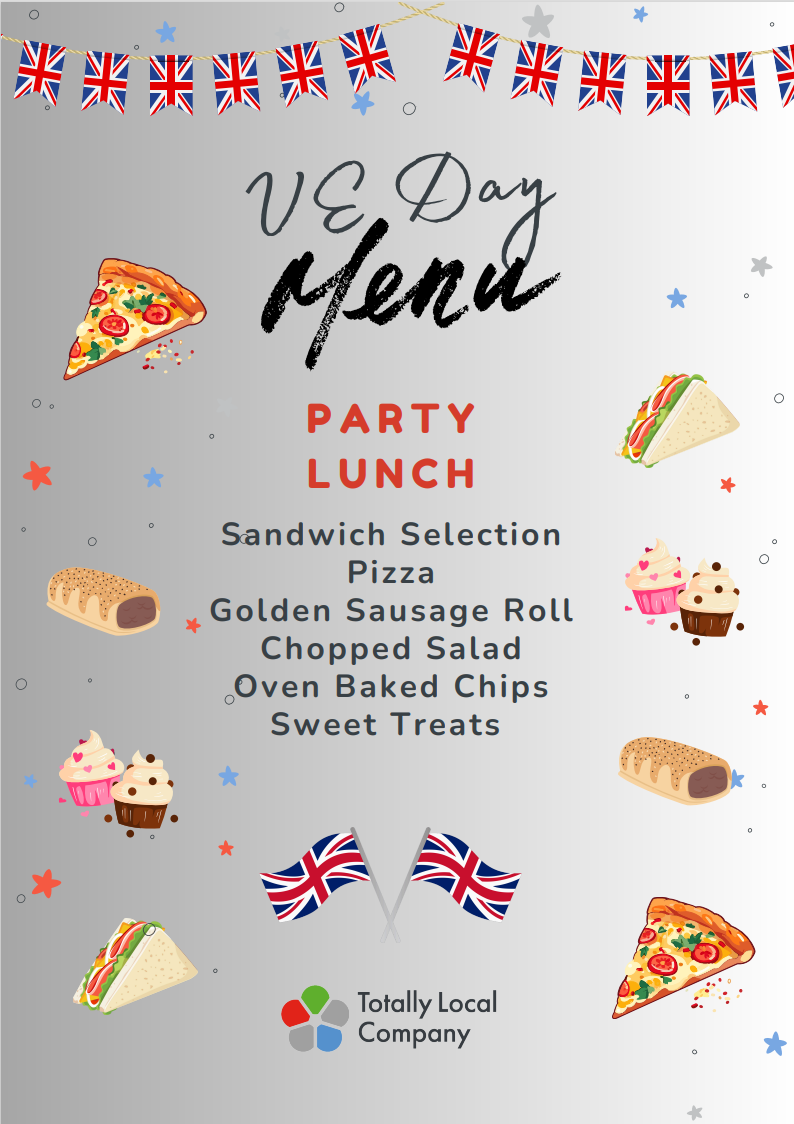 VE Day
Menu
PARTY
LUNCH
Sandwich Selection
Pizza
Golden Sausage Roll
Chopped Salad
Oven Baked Chips
Sweet Treats
Totally Local
Company